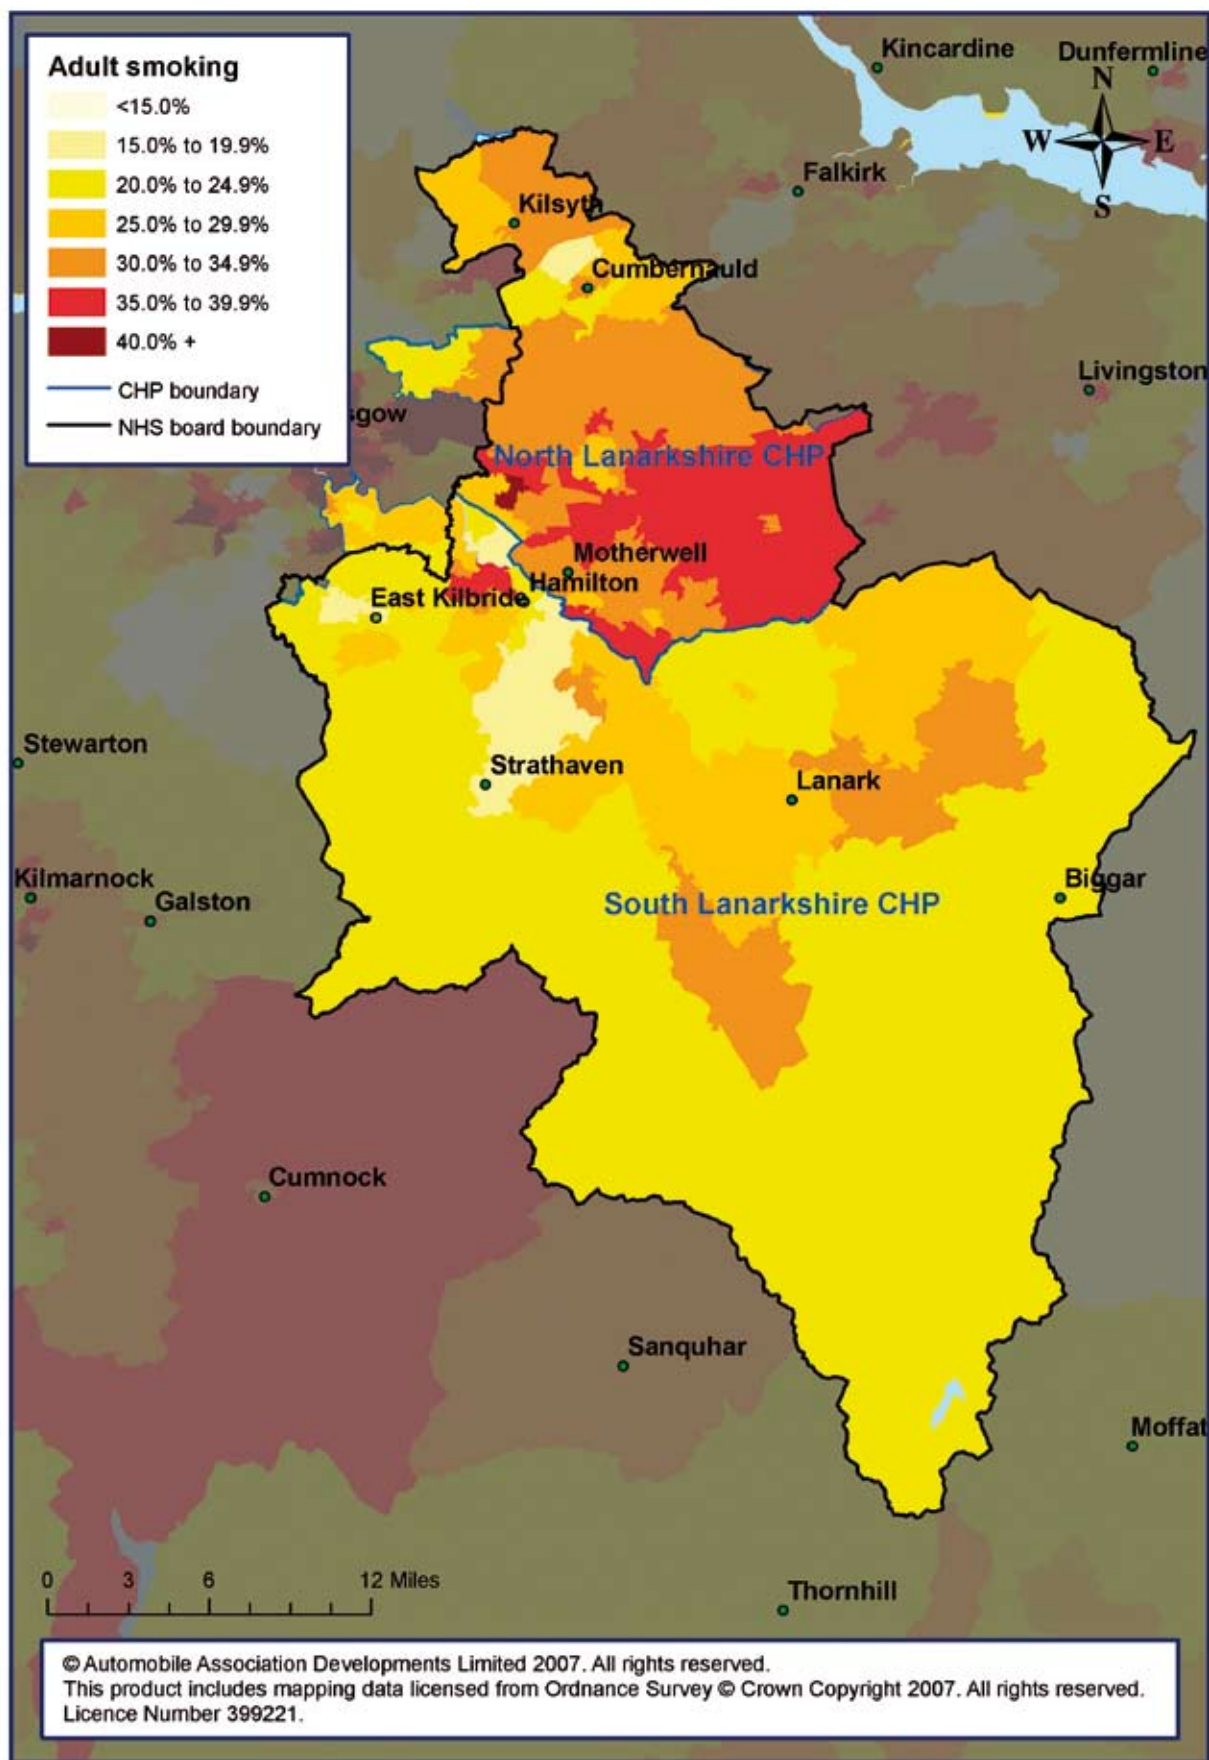 Adult smoking
<15.0%
15.0% to 19.9%
20.0% to 24.9%
25.0% to 29.9%
30.0% to 34.9%
35.0% to 39.9%
40.0% +
CHP boundary
NHS board boundary
Kincardine
Dunfermline
N
W E
S
Falkirk
Kilsyth
Cumbernauld
Livingston
sgow
North Lanarkshire CHP
Motherwell
Hamilton
East Kilbride
Stewarton
Strathaven
Lanark
Kilmarnock
Biggar
Galston
South Lanarkshire CHP
Cumnock
Sanquhar
Moffat
0 3 6 12 Miles
Thornhill
© Automobile Association Developments Limited 2007. All rights reserved.
This product includes mapping data licensed from Ordnance Survey © Crown Copyright 2007. All rights reserved.
Licence Number 399221.